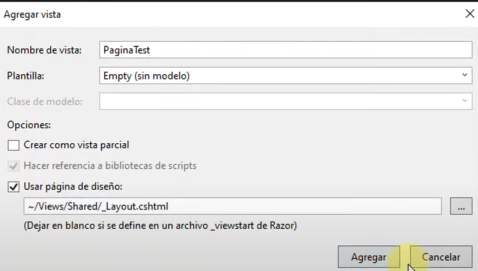 Agregar vista
Nombre de vista: PaginaTest
Plantilla: Empty (sin modelo)
Clase de modelo:
Opciones:
Crear como vista parcial
Hacer referencia a bibliotecas de scripts
Usar página de diseño:
~/Views/Shared/_Layout.cshtml ...
(Dejar en blanco si se define en un archivo _viewstart de Razor)
Agregar Cancelar